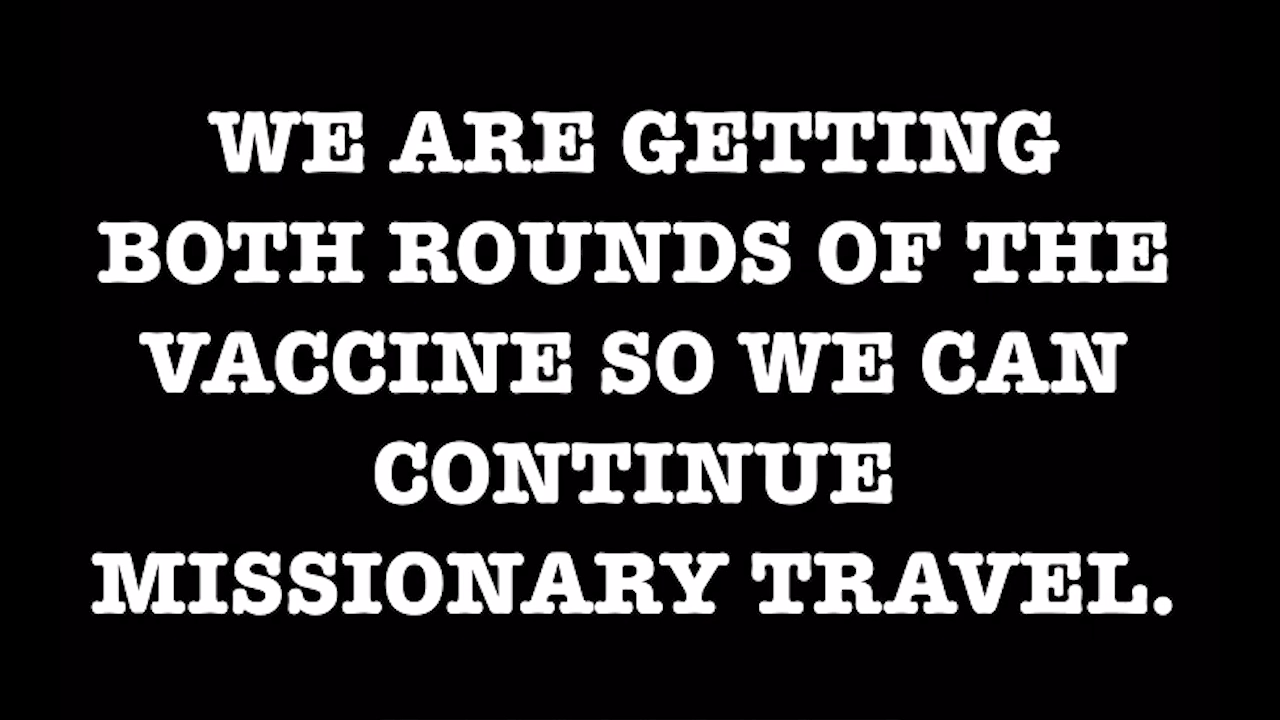 WE ARE GETTING
BOTH ROUNDS OF THE
VACCINE SO WE CAN
CONTINUE
MISSIONARY TRAVEL.